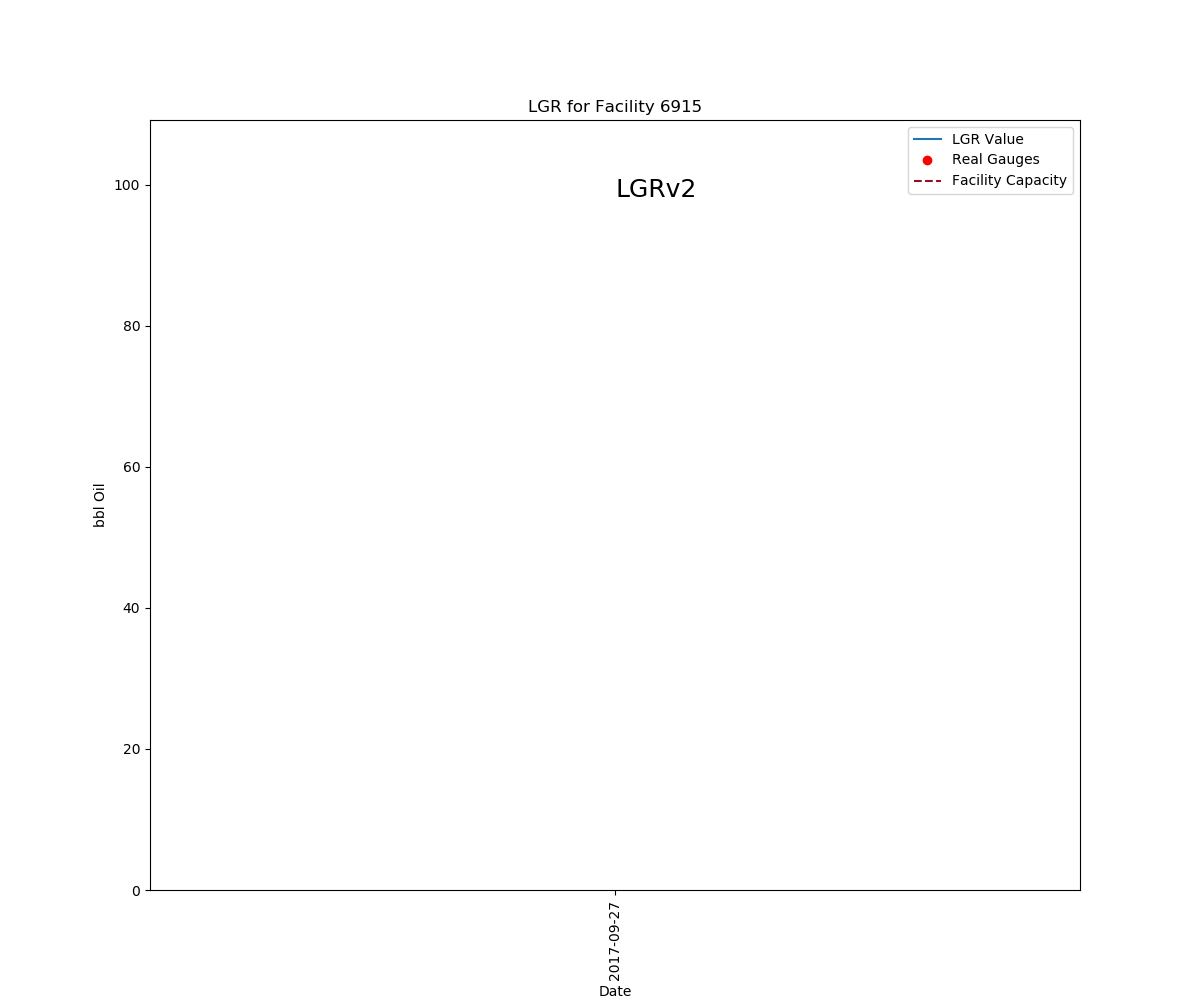 LGR for Facility 6915
LGR Value
Real Gauges
Facility Capacity
LGRv2
100
80
60
40
20
0
bbl Oil
2017-09-27
Date